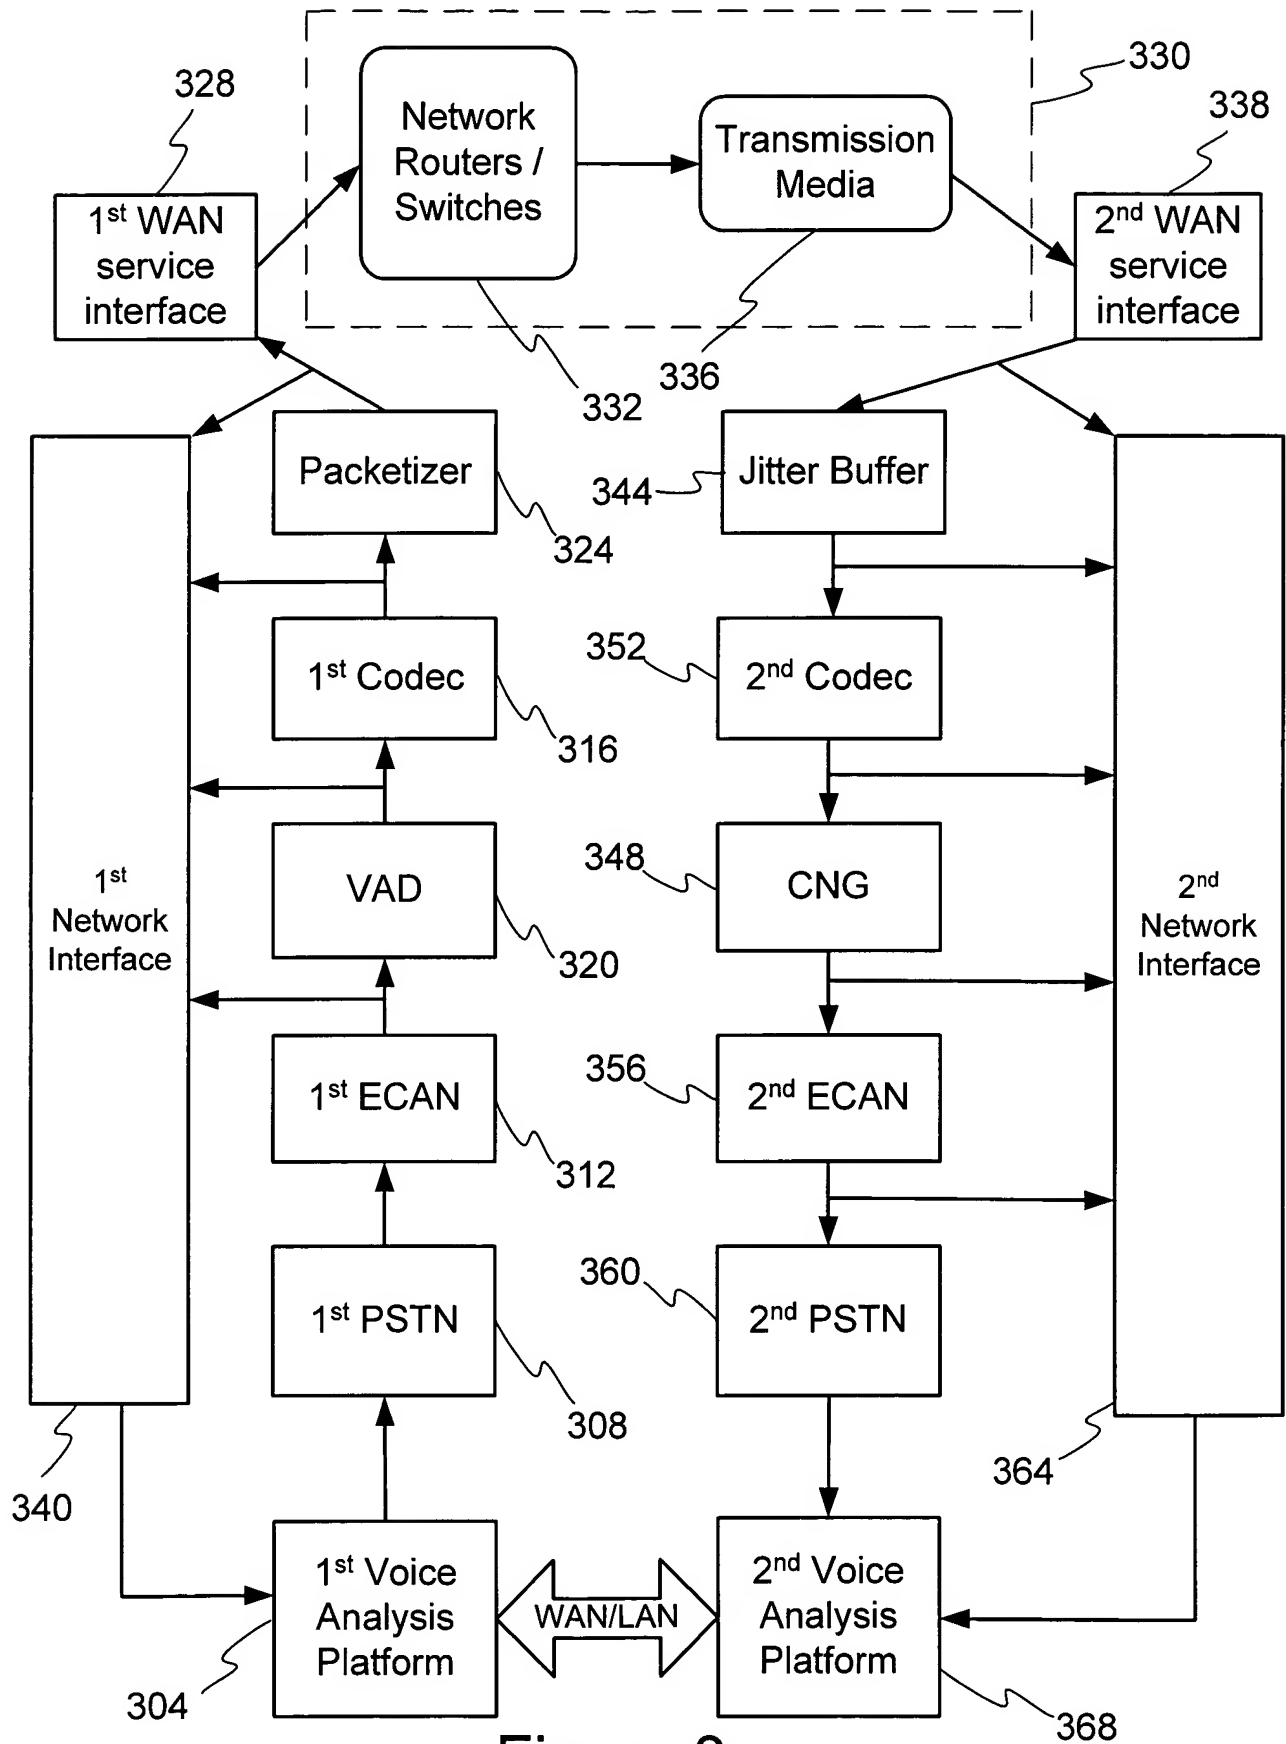 330
328
338
Network
Routers /
Switches
Transmission
Media
1st WAN
service
interface
2nd WAN
service
interface
336
332
Packetizer
Jitter Buffer
344
324
352
1st Codec
2nd Codec
316
348
VAD
CNG
1st
Network
Interface
2nd
Network
Interface
320
356
1st ECAN
2nd ECAN
312
360
1st PSTN
2nd PSTN
308
364
340
1st Voice
Analysis
Platform
WAN/LAN
2nd Voice
Analysis
Platform
304
368